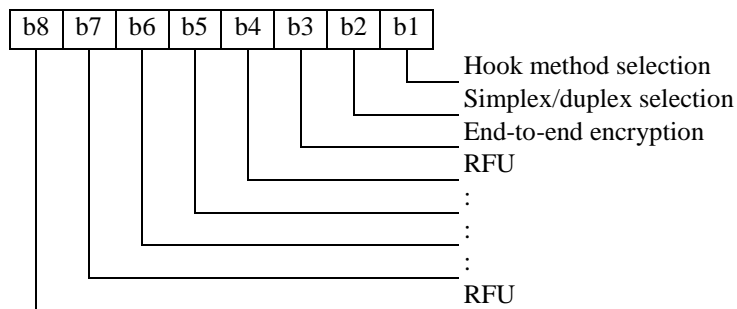 b8 b7 b6 b5 b4 b3 b2 b1
Hook method selection
Simplex/duplex selection
End-to-end encryption
RFU
:
:
:
RFU